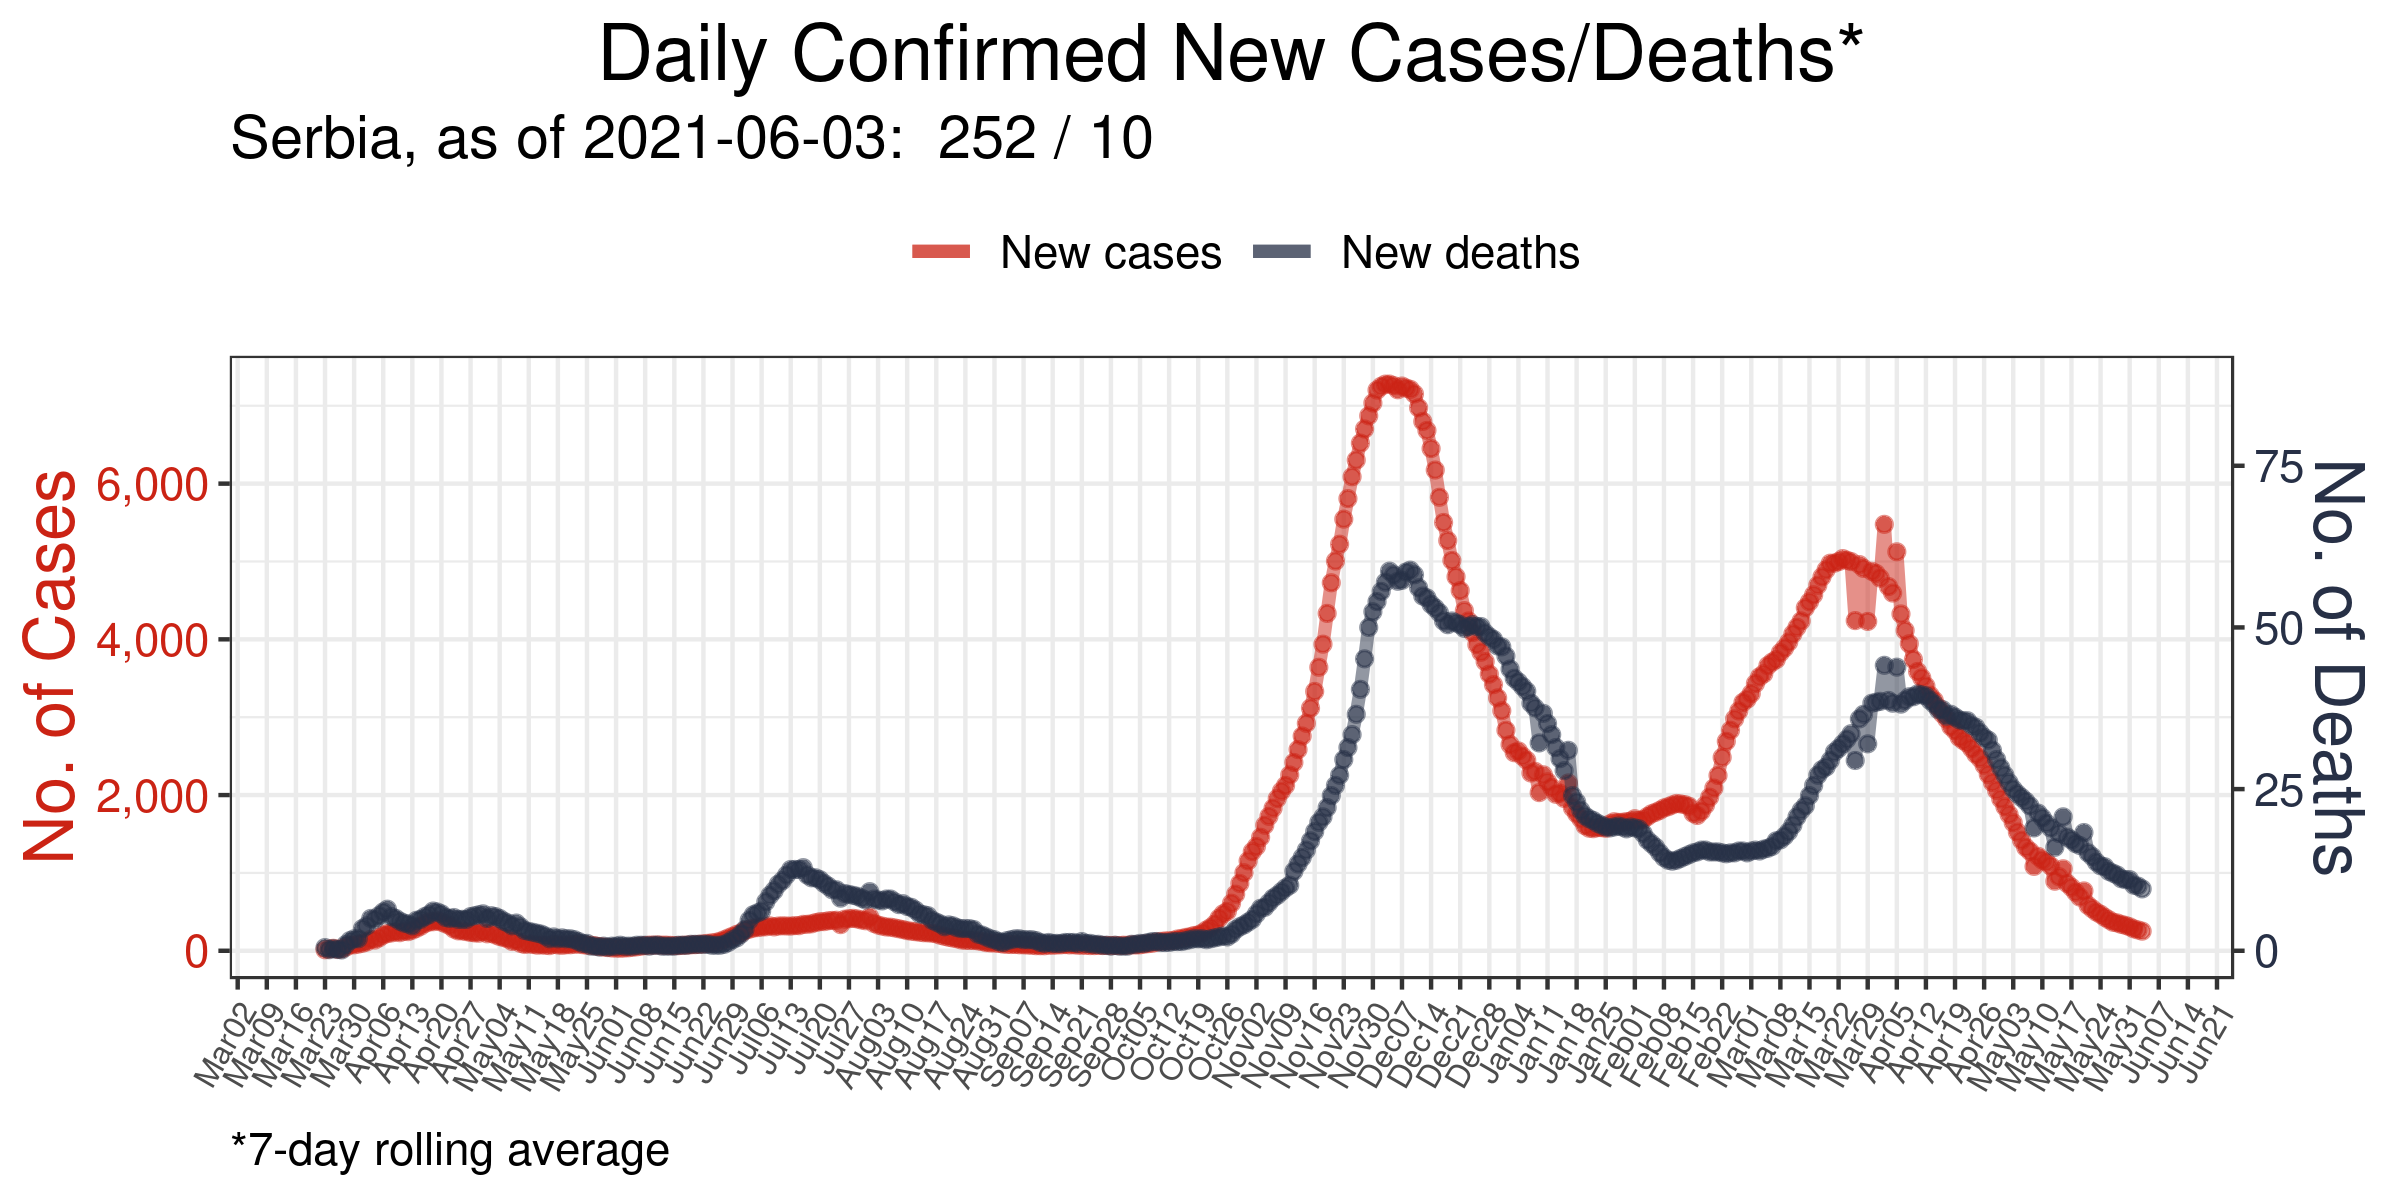 Daily Confirmed New Cases/Deaths*
Serbia, as of 2021-06-03:  252 / 10
New cases
New deaths
No. of Cases
6,000
4,000
2,000
0
75
50
25
0
No. of Deaths
Mar02
Mar09
Mar16
Mar23
Mar30
Apr06
Apr13
Apr20
Apr27
May04
May11
May18
May25
Jun01
Jun08
Jun15
Jun22
Jun29
Jul06
Jul13
Jul20
Jul27
Aug03
Aug10
Aug17
Aug24
Aug31
Sep07
Sep14
Sep21
Sep28
Oct05
Oct12
Oct19
Oct26
Nov02
Nov09
Nov16
Nov23
Nov30
Dec07
Dec14
Dec21
Dec28
Jan04
Jan11
Jan18
Jan25
Feb01
Feb08
Feb15
Feb22
Mar01
Mar08
Mar15
Mar22
Mar29
Apr05
Apr12
Apr19
Apr26
May03
May10
May17
May24
May31
Jun07
Jun14
Jun21
*7-day rolling average